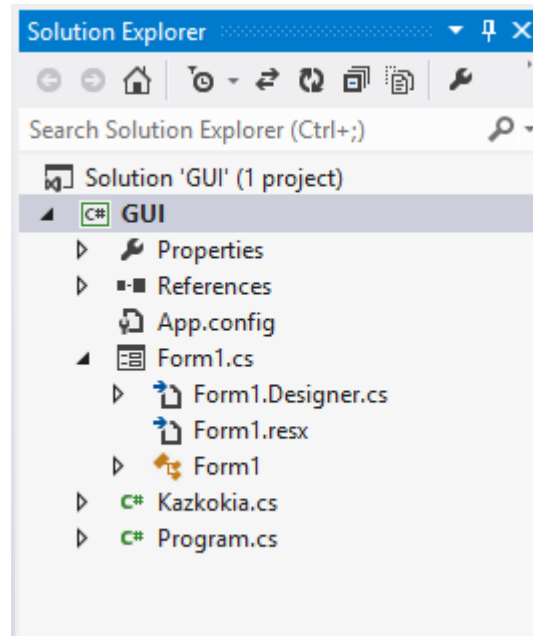 Solution Explorer
Search Solution Explorer (Ctrl+;)
Solution 'GUI' (1 project)
C# GUI
Properties
References
App.config
Form1.cs
Form1.Designer.cs
Form1.resx
Form1
C# Kazkokia.cs
C# Program.cs